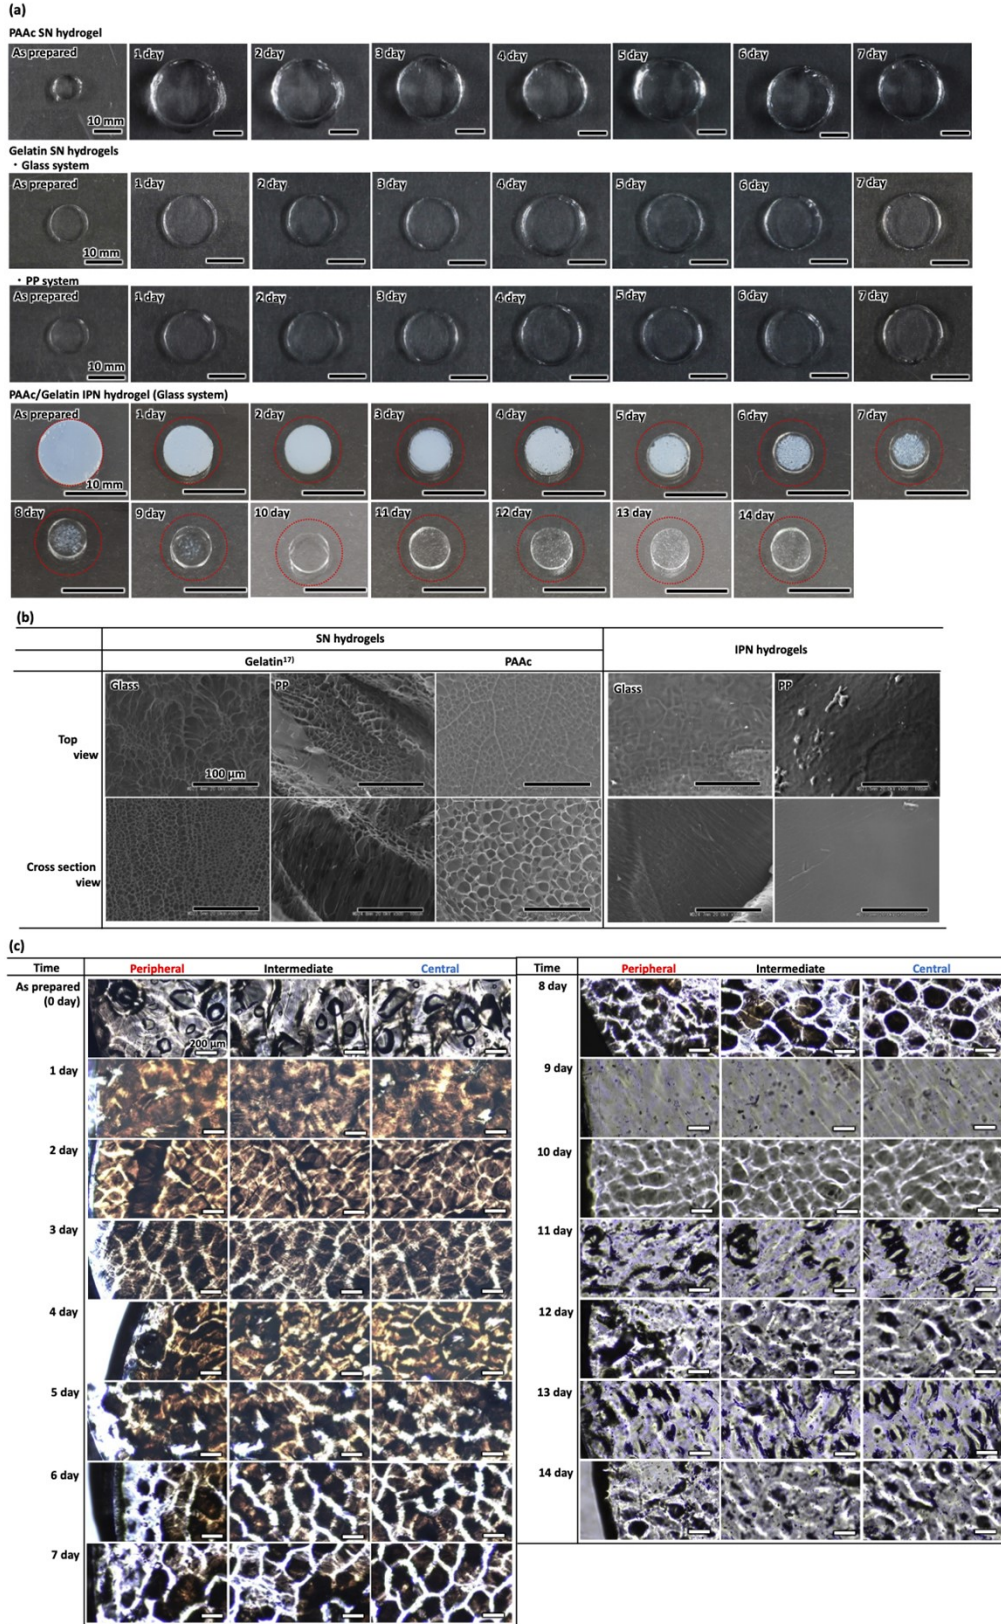 (a)
PAAc SN hydrogel
As prepared 1 day 2 day 3 day 4 day 5 day 6 day 7 day
10 mm
Gelatin SN hydrogels
・Glass system
As prepared 1 day 2 day 3 day 4 day 5 day 6 day 7 day
10 mm
・PP system
As prepared 1 day 2 day 3 day 4 day 5 day 6 day 7 day
10 mm
PAAc/Gelatin IPN hydrogel (Glass system)
As prepared 1 day 2 day 3 day 4 day 5 day 6 day 7 day
10 mm
8 day 9 day 10 day 11 day 12 day 13 day 14 day
(b)
SN hydrogels IPN hydrogels
Gelatin¹⁷⁾ PAAc
Glass PP Glass PP
Top
view
100 µm
Cross section
view
(c)
Time Peripheral Intermediate Central Time Peripheral Intermediate Central
As prepared
(0 day)
200 µm
8 day
1 day
9 day
2 day
10 day
3 day
11 day
4 day
12 day
5 day
13 day
6 day
14 day
7 day